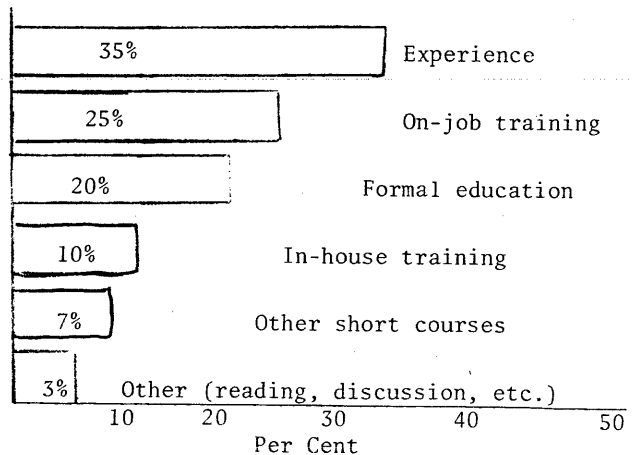 35% Experience
25% On-job training
20% Formal education
10% In-house training
7% Other short courses
3% Other (reading, discussion, etc.)
10 20 30 40 50
Per Cent